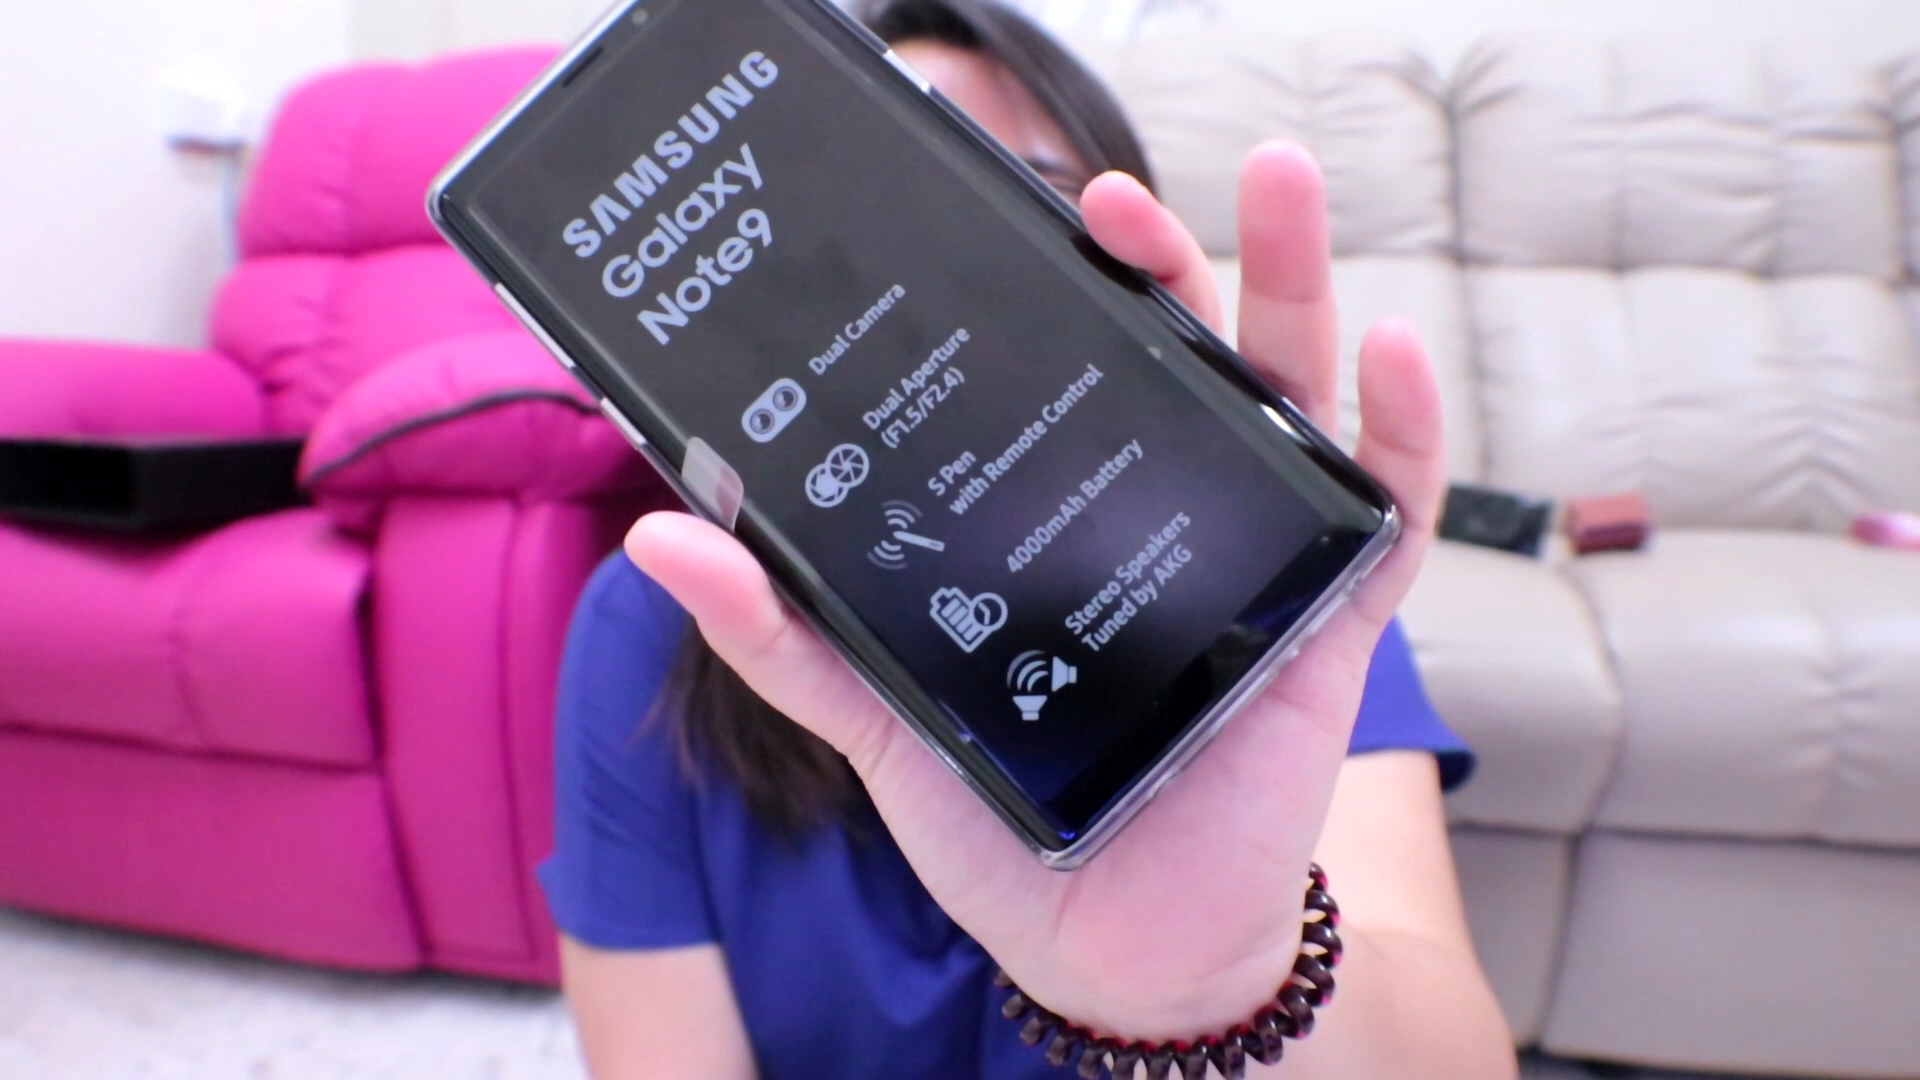 SAMSUNG
Galaxy
Note9
Dual Camera
Dual Aperture
(F1.5/F2.4)
S Pen
with Remote Control
4000mAh Battery
Stereo Speakers
Tuned by AKG